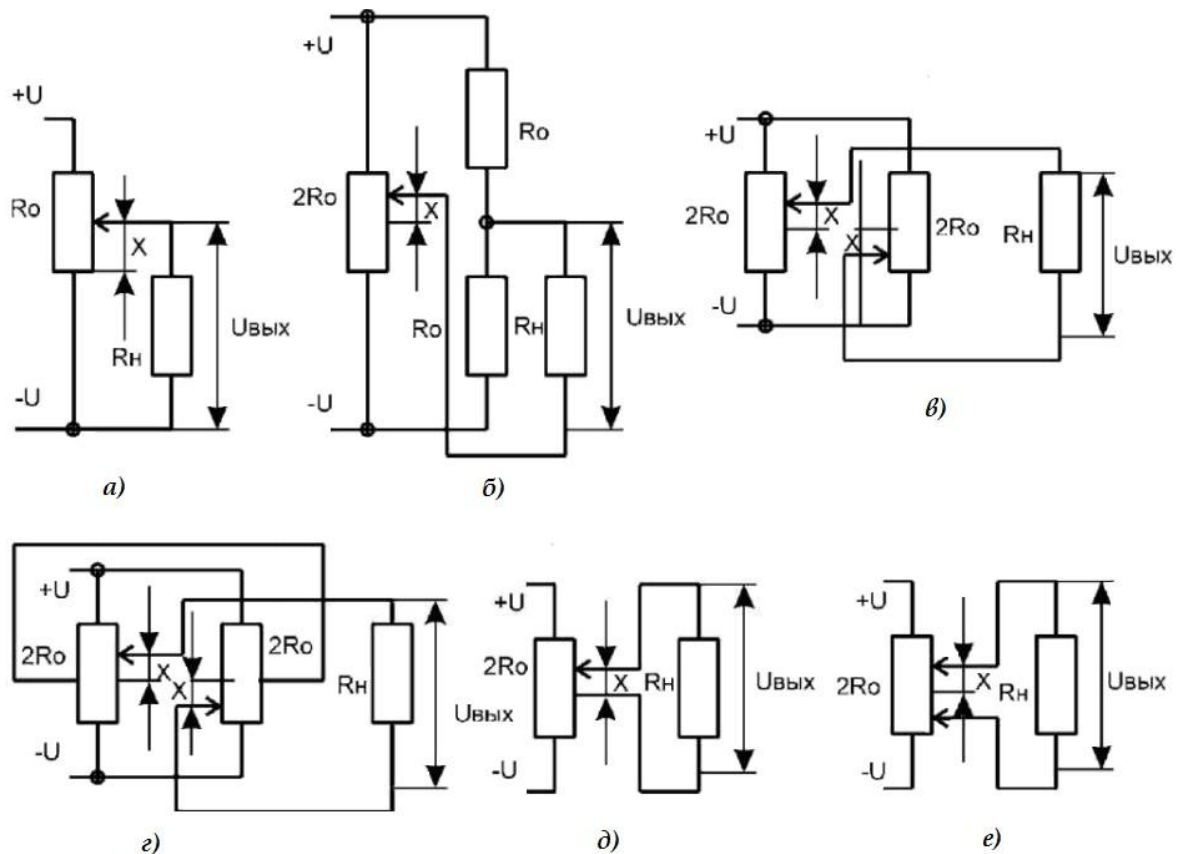 +U
Ro
X
Rн
Uвых
-U
а)
+U
Ro
2Ro
X
Ro
Rн
Uвых
-U
б)
+U
2Ro
X
X
2Ro
Rн
Uвых
-U
в)
+U
2Ro
X
X
2Ro
Rн
Uвых
-U
г)
+U
2Ro
X
Rн
Uвых
-U
д)
+U
2Ro
X
Rн
Uвых
-U
е)